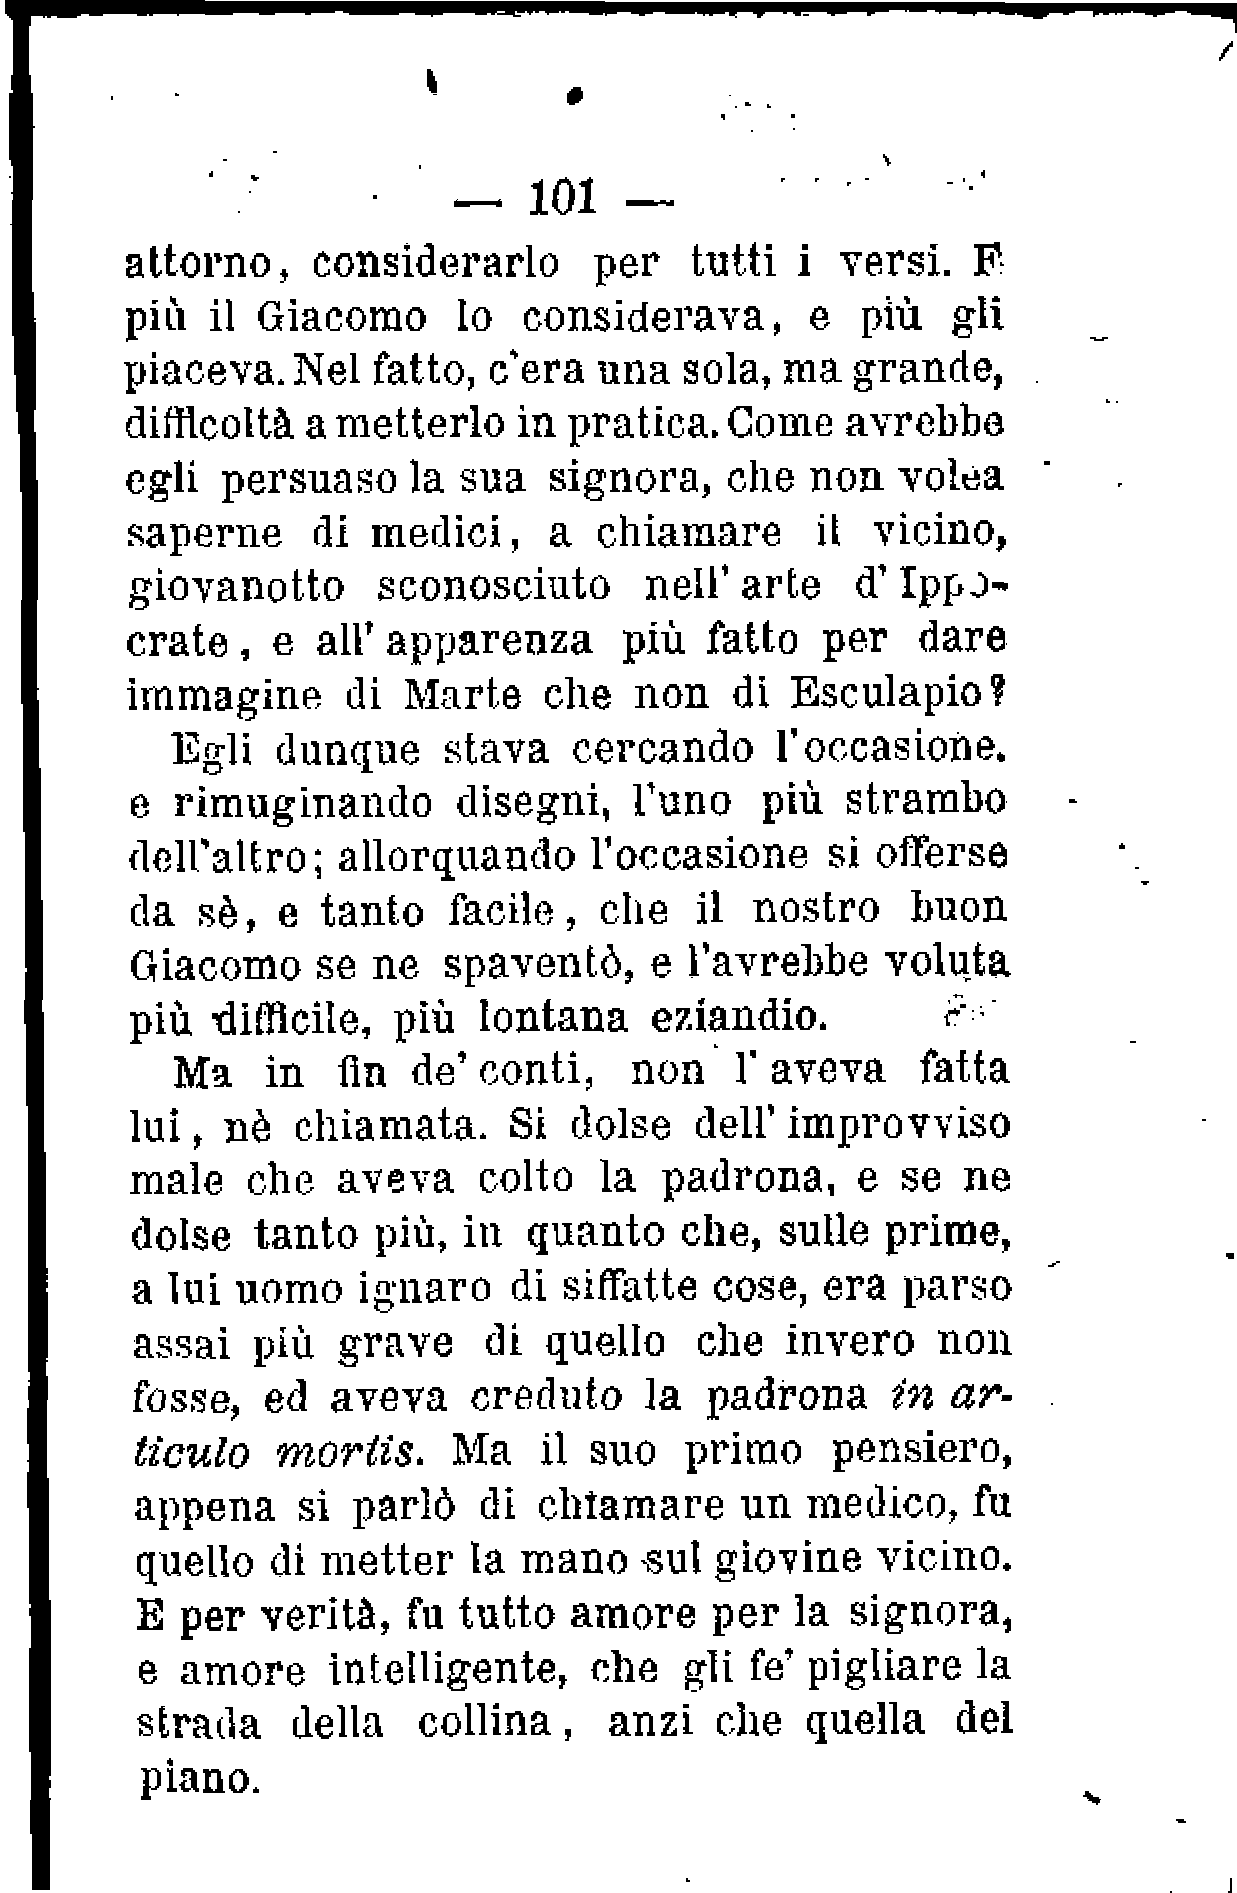 — 101 —
attorno, considerarlo per tutti i versi. E
più il Giacomo lo considerava, e più gli
piaceva. Nel fatto, c'era una sola, ma grande,
difficoltà a metterlo in pratica. Come avrebbe
egli persuaso la sua signora, che non volea
saperne di medici, a chiamare il vicino,
giovanotto sconosciuto nell' arte d' Ippo-
crate, e all' apparenza più fatto per dare
immagine di Marte che non di Esculapio?
Egli dunque stava cercando l'occasione.
e rimuginando disegni, l'uno più strambo
dell'altro; allorquando l'occasione si offerse
da sè, e tanto facile, che il nostro buon
Giacomo se ne spaventò, e l'avrebbe voluta
più difficile, più lontana eziandio.
Ma in fin de' conti, non l' aveva fatta
lui, nè chiamata. Si dolse dell' improvviso
male che aveva colto la padrona, e se ne
dolse tanto più, in quanto che, sulle prime,
a lui uomo ignaro di siffatte cose, era parso
assai più grave di quello che invero non
fosse, ed aveva creduto la padrona in ar-
ticulo mortis. Ma il suo primo pensiero,
appena si parlò di chiamare un medico, fu
quello di metter la mano sul giovine vicino.
E per verità, fu tutto amore per la signora,
e amore intelligente, che gli fe' pigliare la
strada della collina, anzi che quella del
piano.